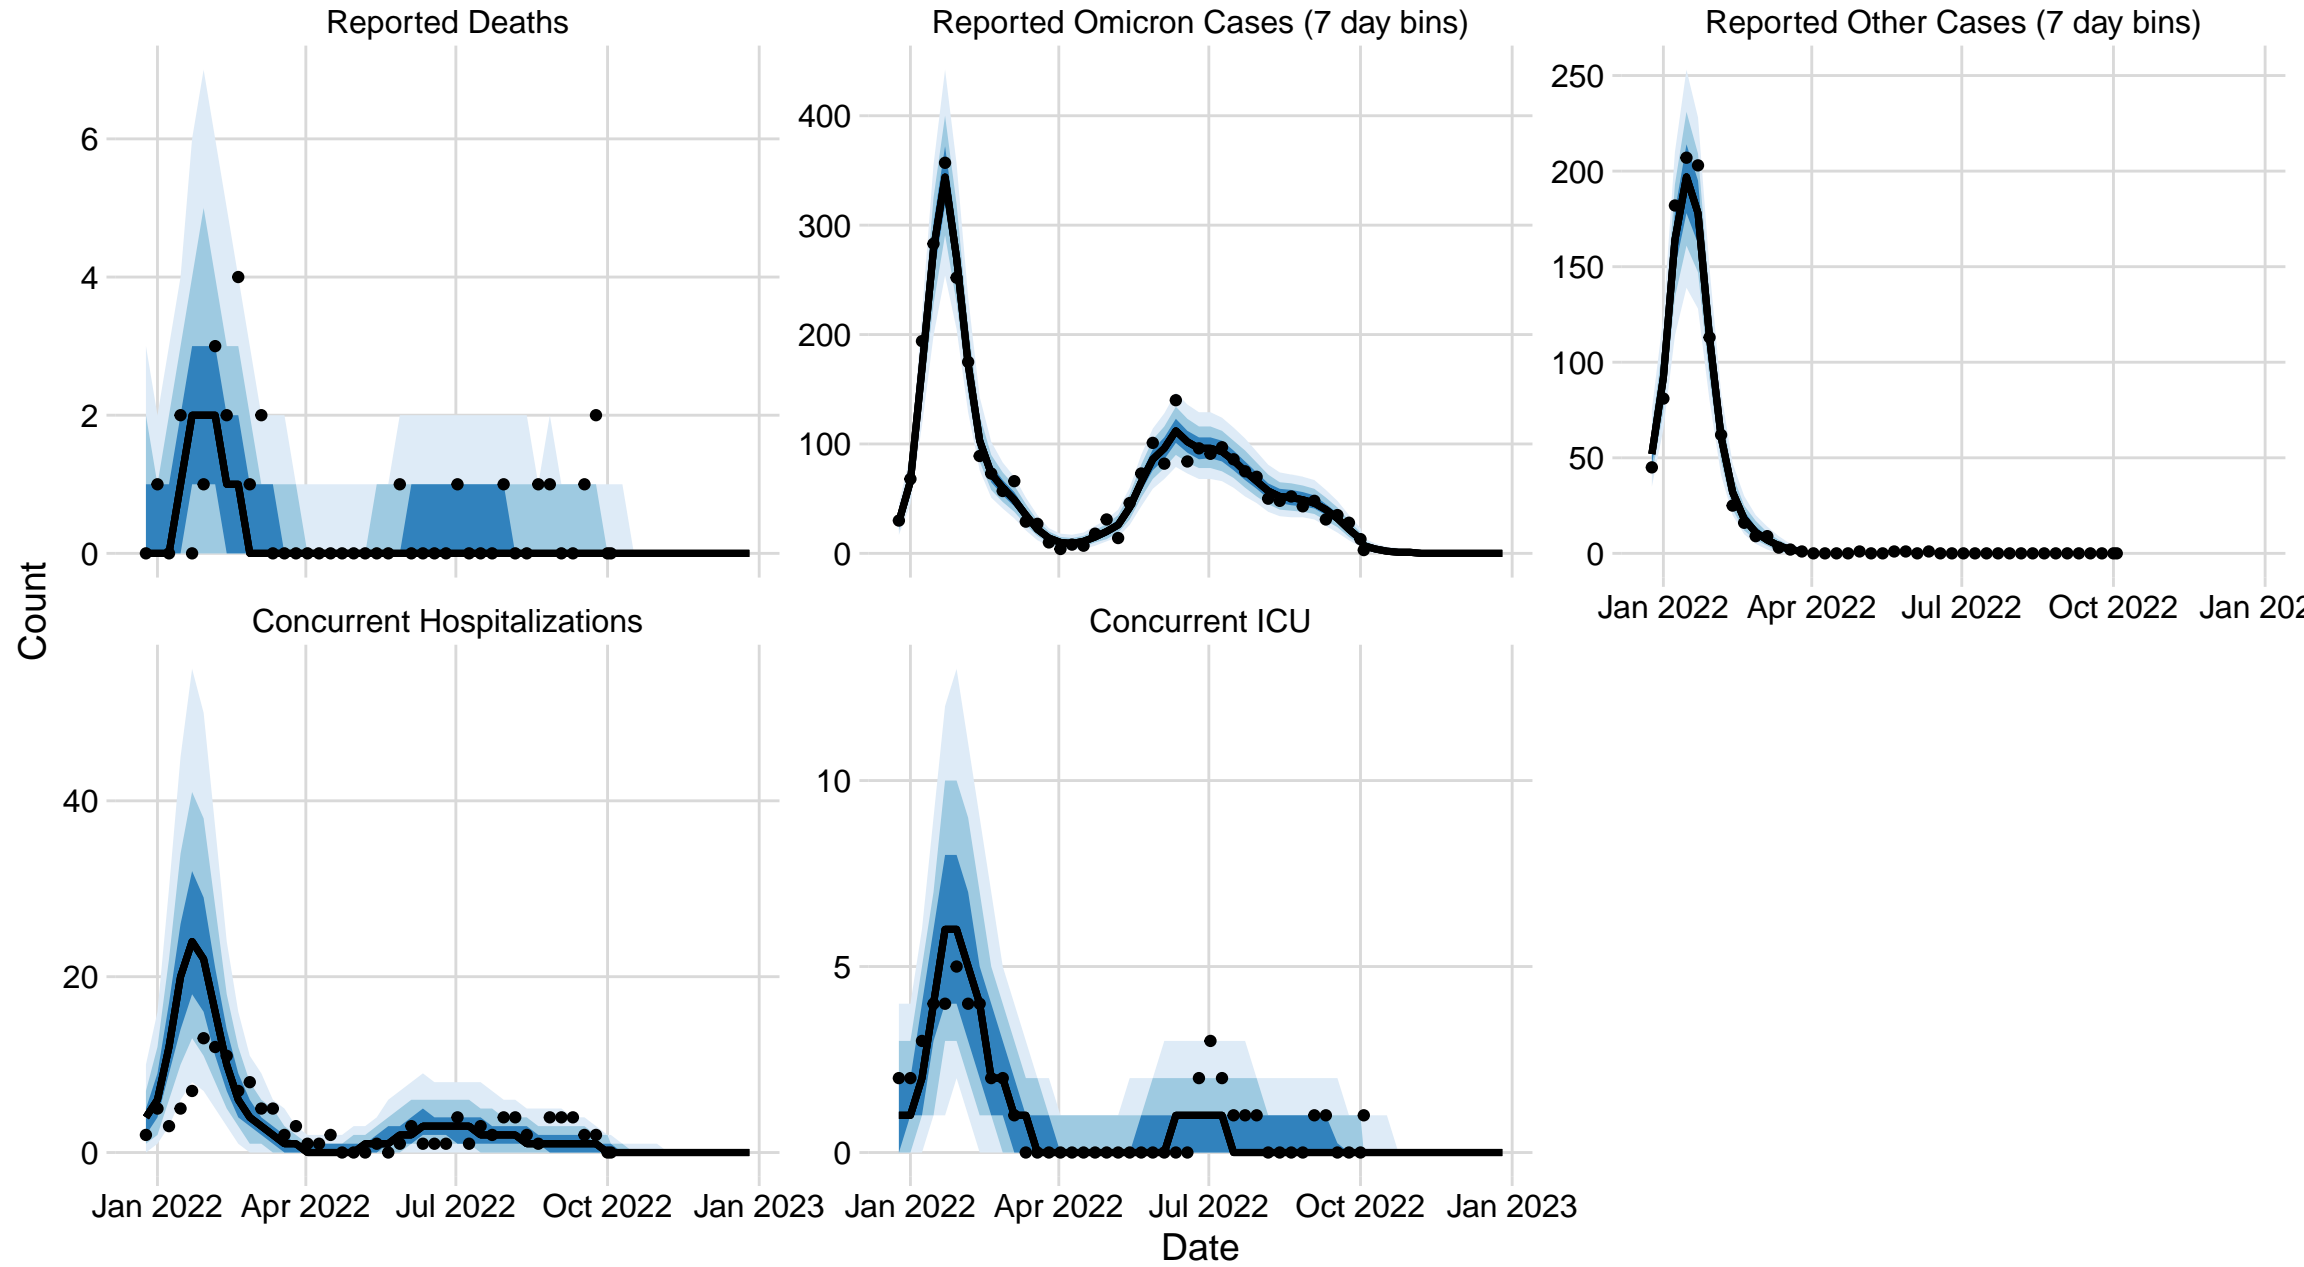 Reported Deaths
Reported Omicron Cases (7 day bins)
Reported Other Cases (7 day bins)
6
4
2
0
400
300
200
100
0
250
200
150
100
50
0
Jan 2022 Apr 2022 Jul 2022 Oct 2022 Jan 202
Count
Concurrent Hospitalizations
Concurrent ICU
40
20
0
10
5
0
Jan 2022 Apr 2022 Jul 2022 Oct 2022 Jan 2023
Jan 2022 Apr 2022 Jul 2022 Oct 2022 Jan 2023
Date